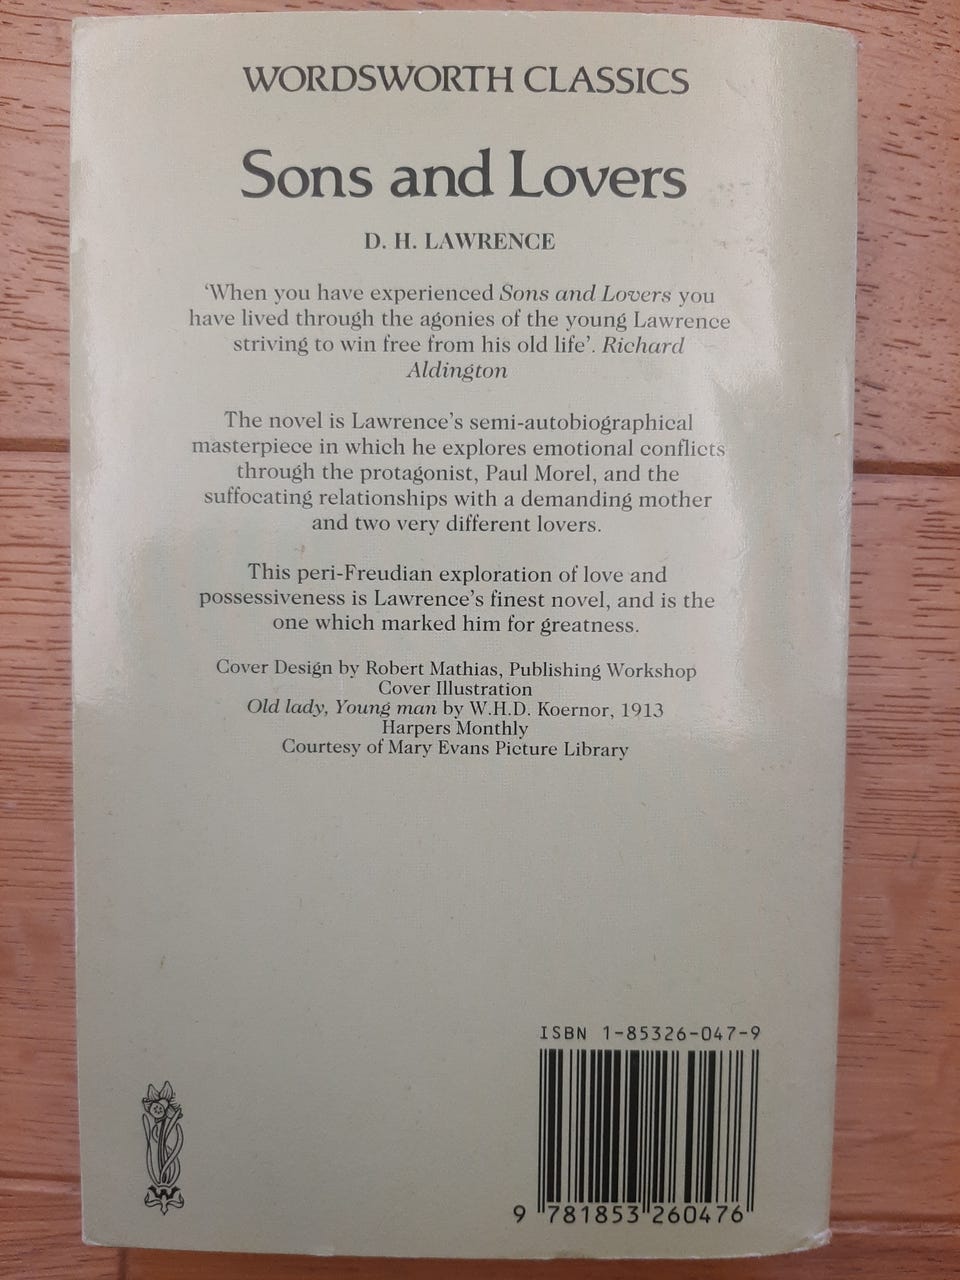 WORDSWORTH CLASSICS
Sons and Lovers
D. H. LAWRENCE
‘When you have experienced Sons and Lovers you
have lived through the agonies of the young Lawrence
striving to win free from his old life’. Richard
Aldington
The novel is Lawrence’s semi-autobiographical
masterpiece in which he explores emotional conflicts
through the protagonist, Paul Morel, and the
suffocating relationships with a demanding mother
and two very different lovers.
This peri-Freudian exploration of love and
possessiveness is Lawrence’s finest novel, and is the
one which marked him for greatness.
Cover Design by Robert Mathias, Publishing Workshop
Cover Illustration
Old lady, Young man by W.H.D. Koernor, 1913
Harpers Monthly
Courtesy of Mary Evans Picture Library
ISBN 1-85326-047-9
9 781853 260476